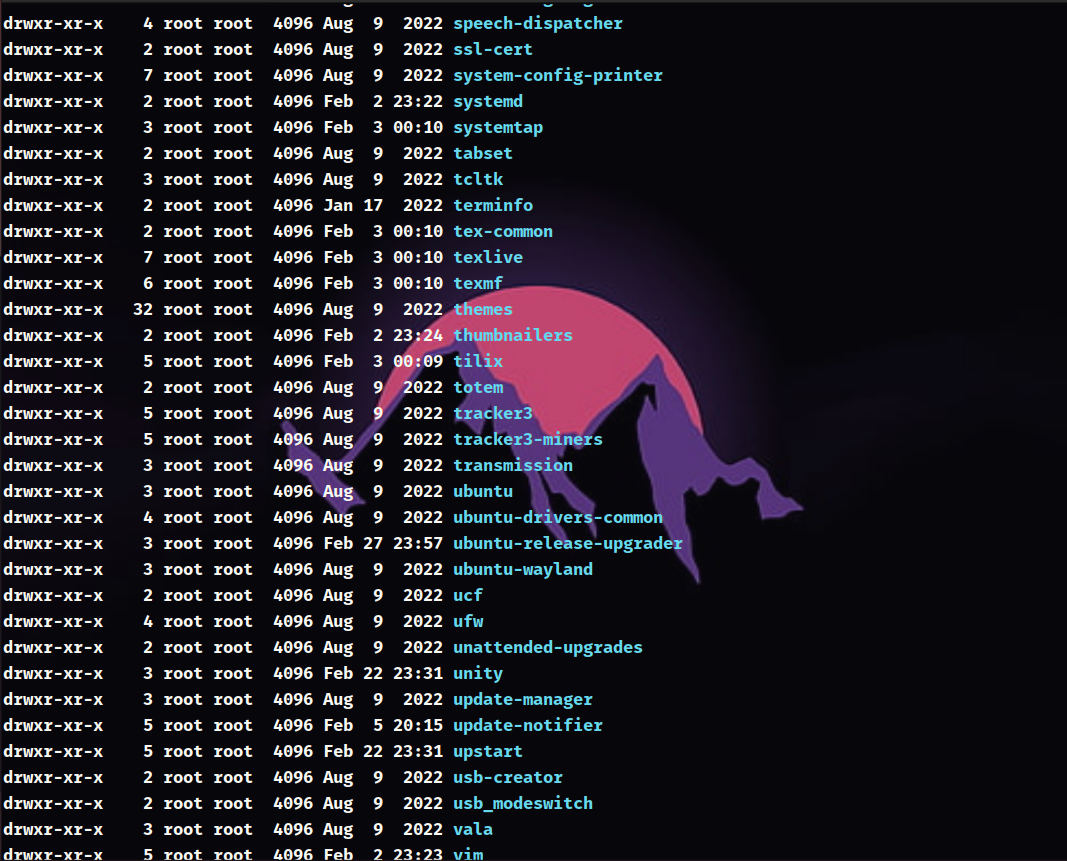 drwxr-xr-x    4 root root  4096 Aug  9  2022 speech-dispatcher
drwxr-xr-x    2 root root  4096 Aug  9  2022 ssl-cert
drwxr-xr-x    7 root root  4096 Aug  9  2022 system-config-printer
drwxr-xr-x    2 root root  4096 Feb  2 23:22 systemd
drwxr-xr-x    3 root root  4096 Feb  3 00:10 systemtap
drwxr-xr-x    2 root root  4096 Aug  9  2022 tabset
drwxr-xr-x    3 root root  4096 Aug  9  2022 tcltk
drwxr-xr-x    2 root root  4096 Jan 17  2022 terminfo
drwxr-xr-x    2 root root  4096 Feb  3 00:10 tex-common
drwxr-xr-x    7 root root  4096 Feb  3 00:10 texlive
drwxr-xr-x    6 root root  4096 Feb  3 00:10 texmf
drwxr-xr-x   32 root root  4096 Aug  9  2022 themes
drwxr-xr-x    2 root root  4096 Feb  2 23:24 thumbnailers
drwxr-xr-x    5 root root  4096 Feb  3 00:09 tilix
drwxr-xr-x    2 root root  4096 Aug  9  2022 totem
drwxr-xr-x    5 root root  4096 Aug  9  2022 tracker3
drwxr-xr-x    5 root root  4096 Aug  9  2022 tracker3-miners
drwxr-xr-x    3 root root  4096 Aug  9  2022 transmission
drwxr-xr-x    3 root root  4096 Aug  9  2022 ubuntu
drwxr-xr-x    4 root root  4096 Aug  9  2022 ubuntu-drivers-common
drwxr-xr-x    3 root root  4096 Feb 27 23:57 ubuntu-release-upgrader
drwxr-xr-x    3 root root  4096 Aug  9  2022 ubuntu-wayland
drwxr-xr-x    2 root root  4096 Aug  9  2022 ucf
drwxr-xr-x    4 root root  4096 Aug  9  2022 ufw
drwxr-xr-x    2 root root  4096 Aug  9  2022 unattended-upgrades
drwxr-xr-x    3 root root  4096 Feb 22 23:31 unity
drwxr-xr-x    3 root root  4096 Aug  9  2022 update-manager
drwxr-xr-x    5 root root  4096 Feb  5 20:15 update-notifier
drwxr-xr-x    5 root root  4096 Feb 22 23:31 upstart
drwxr-xr-x    2 root root  4096 Aug  9  2022 usb-creator
drwxr-xr-x    2 root root  4096 Aug  9  2022 usb_modeswitch
drwxr-xr-x    3 root root  4096 Aug  9  2022 vala
drwxr-xr-x    5 root root  4096 Feb  2 23:23 vim